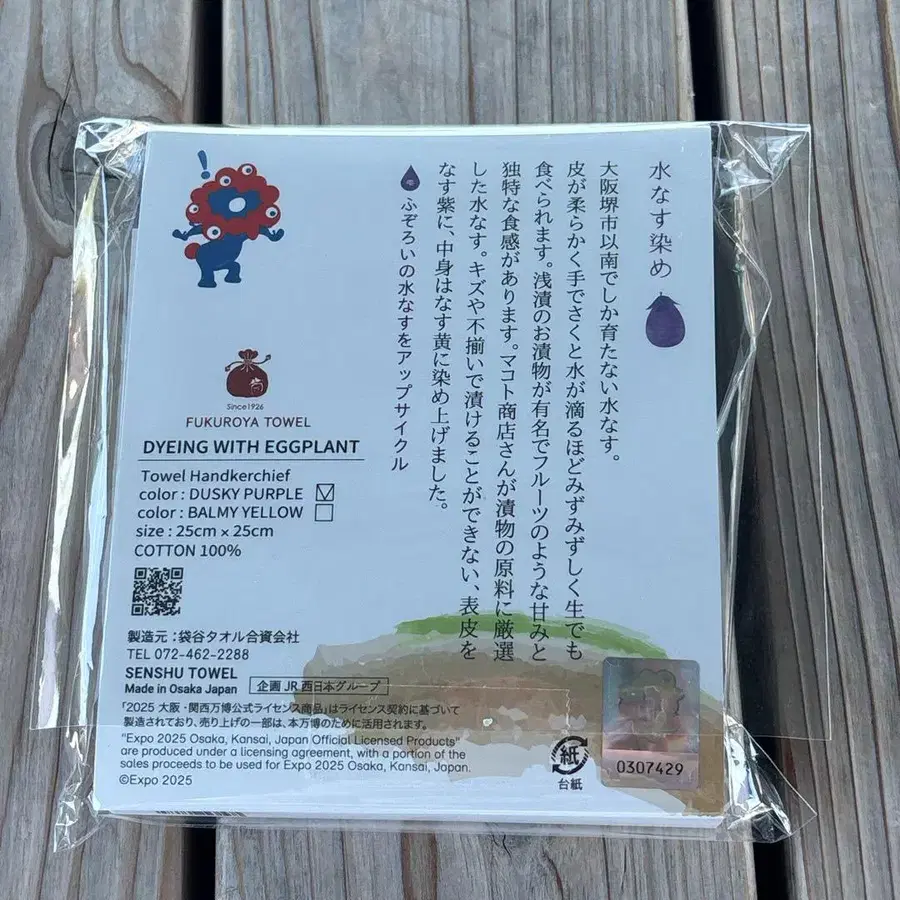 水なす染め
大阪堺市以南でしか育たない水なす。
皮が柔らかく手でさくと水が滴るほどみずみずしく生でも
食べられます。浅漬のお漬物が有名でフルーツのような甘みと
独特な食感があります。マコト商店さんが漬物の原料に厳選
した水なす。キズや不揃いで漬けることができない、表皮を
なす紫に、中身はなす黄に染め上げました。
ふぞろいの水なすをアップサイクル
筒
Since1926
FUKUROYA TOWEL
DYEING WITH EGGPLANT
Towel Handkerchief
color : DUSKY PURPLE ☑
color : BALMY YELLOW ☐
size : 25cm × 25cm
COTTON 100%
製造元：袋谷タオル合資会社
TEL 072-462-2288
SENSHU TOWEL
Made in Osaka Japan
企画 JR 西日本グループ
「2025 大阪・関西万博公式ライセンス商品」はライセンス契約に基づいて
製造されており、売り上げの一部は、本万博のために活用されます。
"Expo 2025 Osaka, Kansai, Japan Official Licensed Products"
are produced under a licensing agreement, with a portion of the
sales proceeds to be used for Expo 2025 Osaka, Kansai, Japan.
©Expo 2025
紙
台紙
0307429